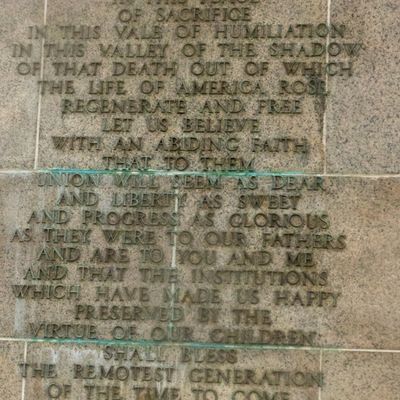 OF SACRIFICE
IN THIS VALE OF HUMILIATION
IN THIS VALLEY OF THE SHADOW
OF THAT DEATH OUT OF WHICH
THE LIFE OF AMERICA ROSE
REGENERATE AND FREE
LET US BELIEVE
WITH AN ABIDING FAITH
THAT TO THEM
UNION WILL SEEM AS DEAR
AND LIBERTY AS SWEET
AND PROGRESS AS GLORIOUS
AS THEY WERE TO OUR FATHERS
AND ARE TO YOU AND ME
AND THAT THE INSTITUTIONS
WHICH HAVE MADE US HAPPY
PRESERVED BY THE
VIRTUE OF OUR CHILDREN
SHALL BLESS
THE REMOTEST GENERATION
OF THE TIME TO COME